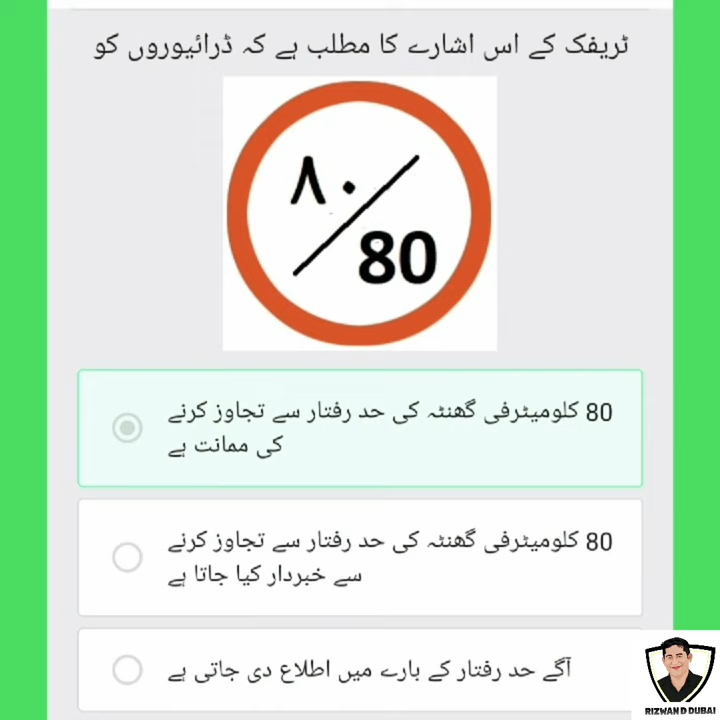 ٹریفک کے اس اشارے کا مطلب ہے کہ ڈرائیوروں کو
٨٠
80
80 کلومیٹرفی گھنٹہ کی حد رفتار سے تجاوز کرنے
کی ممانت ہے
80 کلومیٹرفی گھنٹہ کی حد رفتار سے تجاوز کرنے
سے خبردار کیا جاتا ہے
آگے حد رفتار کے بارے میں اطلاع دی جاتی ہے
RIZWAN D DUBAI